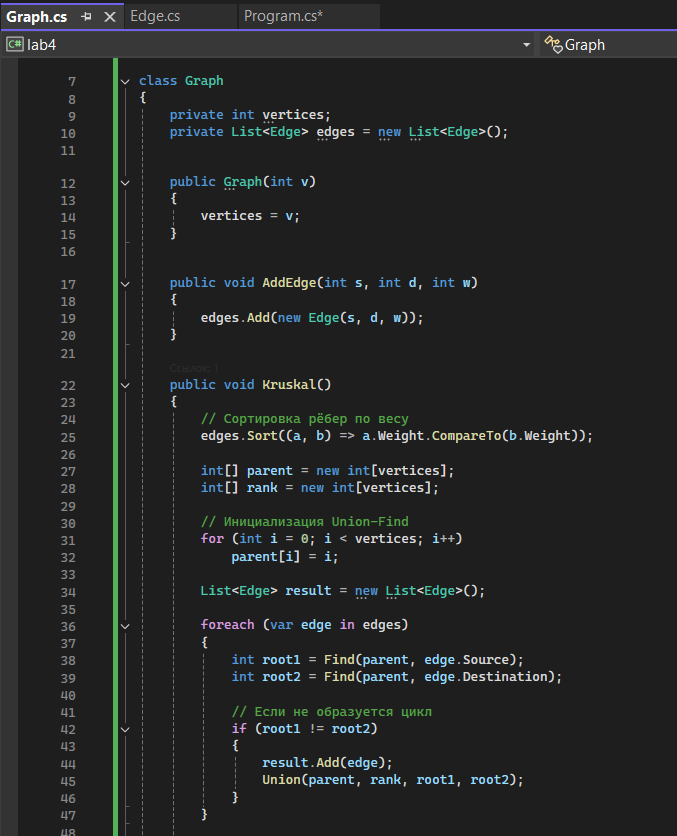 Graph.cs Edge.cs Program.cs*
C# lab4 Graph
7 class Graph
8 {
9 private int vertices;
10 private List<Edge> edges = new List<Edge>();
11
12 public Graph(int v)
13 {
14 vertices = v;
15 }
16
17 public void AddEdge(int s, int d, int w)
18 {
19 edges.Add(new Edge(s, d, w));
20 }
21
Ссылок: 1
22 public void Kruskal()
23 {
24 // Сортировка рёбер по весу
25 edges.Sort((a, b) => a.Weight.CompareTo(b.Weight));
26
27 int[] parent = new int[vertices];
28 int[] rank = new int[vertices];
29
30 // Инициализация Union-Find
31 for (int i = 0; i < vertices; i++)
32 parent[i] = i;
33
34 List<Edge> result = new List<Edge>();
35
36 foreach (var edge in edges)
37 {
38 int root1 = Find(parent, edge.Source);
39 int root2 = Find(parent, edge.Destination);
40
41 // Если не образуется цикл
42 if (root1 != root2)
43 {
44 result.Add(edge);
45 Union(parent, rank, root1, root2);
46 }
47 }
48